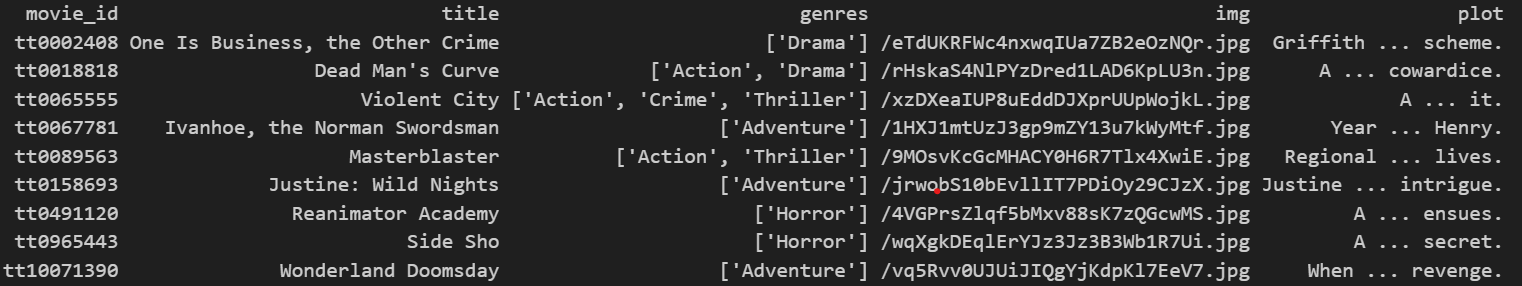 movie_id title genres img plot
tt0002408 One Is Business, the Other Crime ['Drama'] /eTdUKRFWc4nxwqIUa7ZB2eOzNQr.jpg Griffith ... scheme.
tt0018818 Dead Man's Curve ['Action', 'Drama'] /rHskaS4NlPYzDred1LAD6KpLU3n.jpg A ... cowardice.
tt0065555 Violent City ['Action', 'Crime', 'Thriller'] /xzDXeaIUP8uEddDJXprUUpWojkL.jpg A ... it.
tt0067781 Ivanhoe, the Norman Swordsman ['Adventure'] /1HXJ1mtUzJ3gp9mZY13u7kWyMtf.jpg Year ... Henry.
tt0089563 Masterblaster ['Action', 'Thriller'] /9MOsvKcGcMHACY0H6R7Tlx4XwiE.jpg Regional ... lives.
tt0158693 Justine: Wild Nights ['Adventure'] /jrwobS10bEvllIT7PDiOy29CJzX.jpg Justine ... intrigue.
tt0491120 Reanimator Academy ['Horror'] /4VGPrsZlqf5bMxv88sK7zQGcwMS.jpg A ... ensues.
tt0965443 Side Sho ['Horror'] /wqXgkDEqlErYJz3Jz3B3Wb1R7Ui.jpg A ... secret.
tt10071390 Wonderland Doomsday ['Adventure'] /vq5Rvv0UJUiJIQgYjKdpKl7EeV7.jpg When ... revenge.